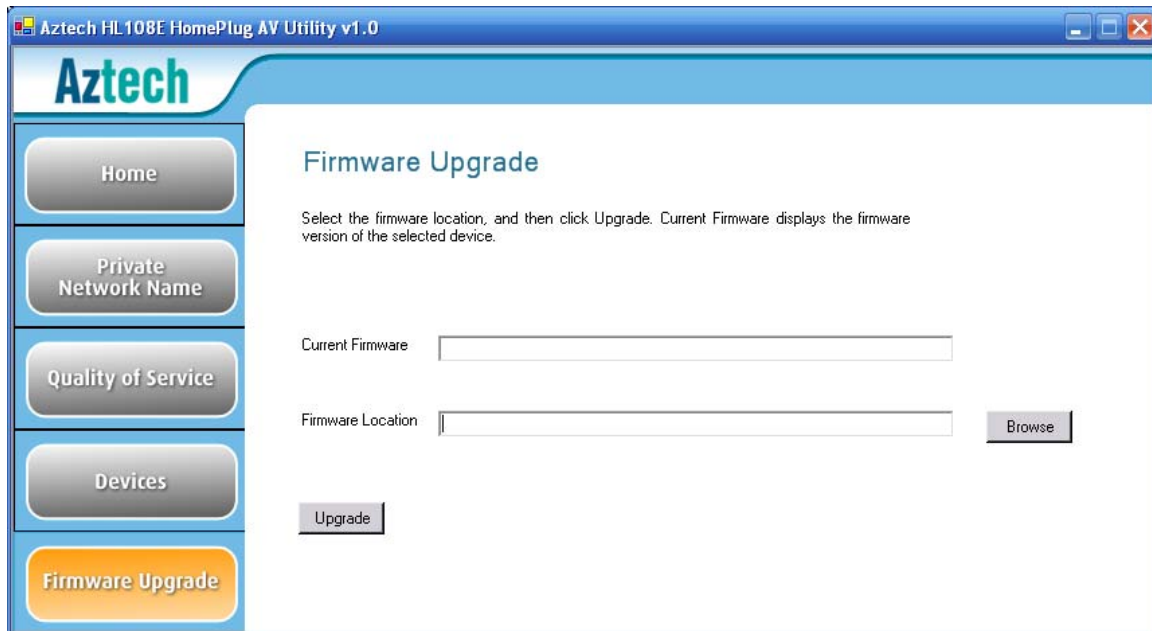 Aztech HL108E HomePlug AV Utility v1.0
Aztech
Home
Private
Network Name
Quality of Service
Devices
Firmware Upgrade
Firmware Upgrade
Select the firmware location, and then click Upgrade. Current Firmware displays the firmware
version of the selected device.
Current Firmware
Firmware Location
Browse
Upgrade